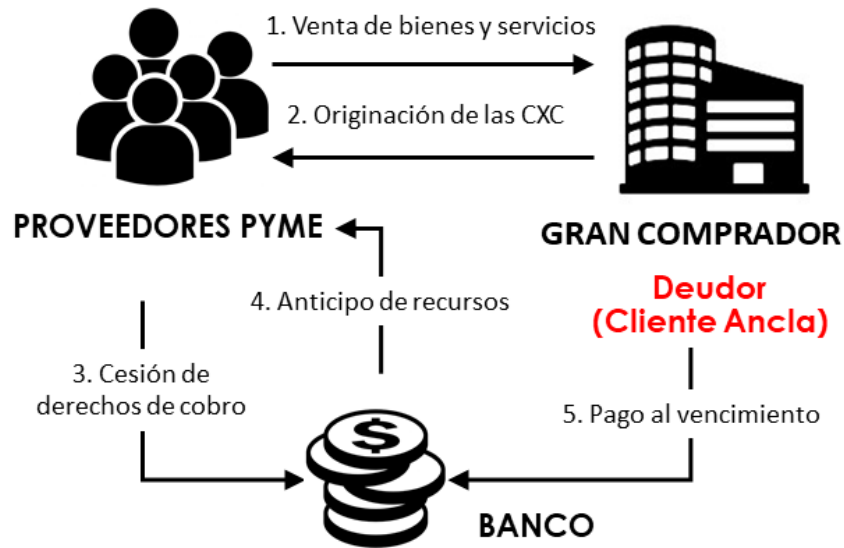 1. Venta de bienes y servicios
2. Originación de las CXC
PROVEEDORES PYME
GRAN COMPRADOR
Deudor
(Cliente Ancla)
4. Anticipo de recursos
3. Cesión de
derechos de cobro
5. Pago al vencimiento
$
BANCO